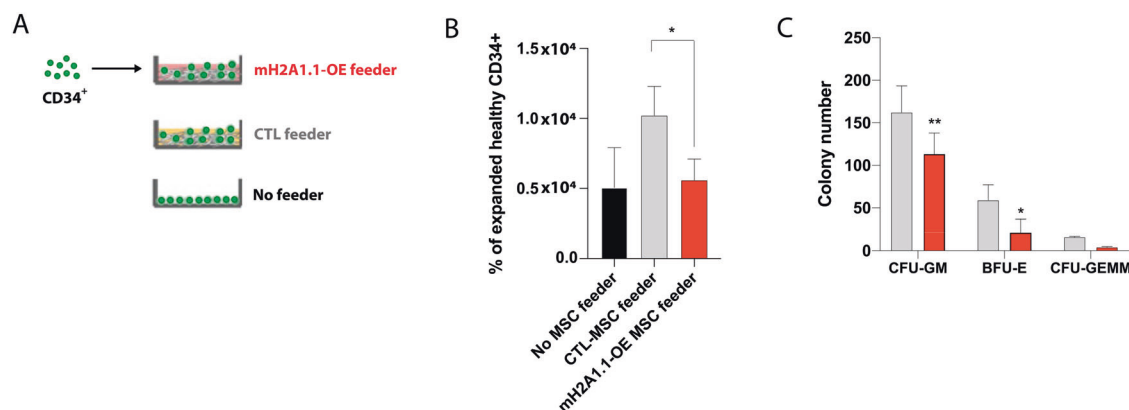 A
CD34+
mH2A1.1-OE feeder
CTL feeder
No feeder
B
% of expanded healthy CD34+
1.5x10⁴
1.0x10⁴
0.5x10⁴
0.0
*
No MSC feeder
CTL-MSC feeder
mH2A1.1-OE MSC feeder
C
Colony number
250
200
150
100
50
0
**
*
CFU-GM
BFU-E
CFU-GEMM